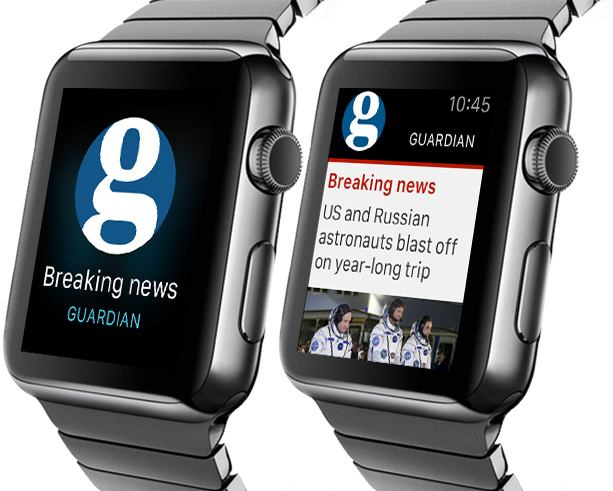 g
Breaking news
GUARDIAN
g
10:45
GUARDIAN
Breaking news
US and Russian
astronauts blast off
on year-long trip